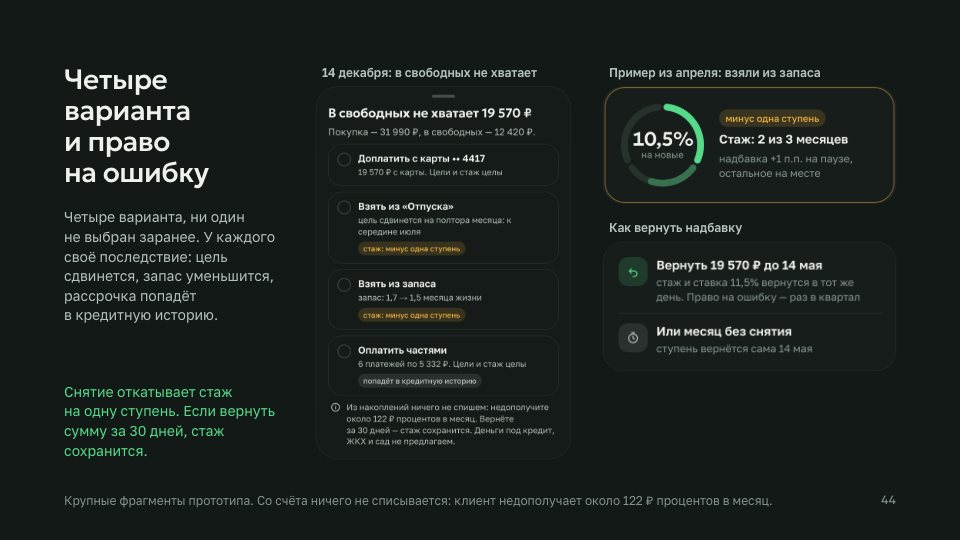 Четыре
варианта
и право
на ошибку
Четыре варианта, ни один
не выбран заранее. У каждого
своё последствие: цель
сдвинется, запас уменьшится,
рассрочка попадёт
в кредитную историю.
Снятие откатывает стаж
на одну ступень. Если вернуть
сумму за 30 дней, стаж
сохранится.
14 декабря: в свободных не хватает
В свободных не хватает 19 570 ₽
Покупка — 31 990 ₽, в свободных — 12 420 ₽.
Доплатить с карты •• 4417
19 570 ₽ с карты. Цели и стаж целы
Взять из «Отпуска»
цель сдвинется на полтора месяца: к
середине июля
стаж: минус одна ступень
Взять из запаса
запас: 1,7 → 1,5 месяца жизни
стаж: минус одна ступень
Оплатить частями
6 платежей по 5 332 ₽. Цели и стаж целы
попадёт в кредитную историю
Из накоплений ничего не спишем: недополучите
около 122 ₽ процентов в месяц. Вернёте
за 30 дней — стаж сохранится. Деньги под кредит,
ЖКХ и сад не предлагаем.
Пример из апреля: взяли из запаса
10,5%
на новые
минус одна ступень
Стаж: 2 из 3 месяцев
надбавка +1 п.п. на паузе,
остальное на месте
Как вернуть надбавку
Вернуть 19 570 ₽ до 14 мая
стаж и ставка 11,5% вернутся в тот же
день. Право на ошибку — раз в квартал
Или месяц без снятия
ступень вернётся сама 14 мая
Крупные фрагменты прототипа. Со счёта ничего не списывается: клиент недополучает около 122 ₽ процентов в месяц.
44